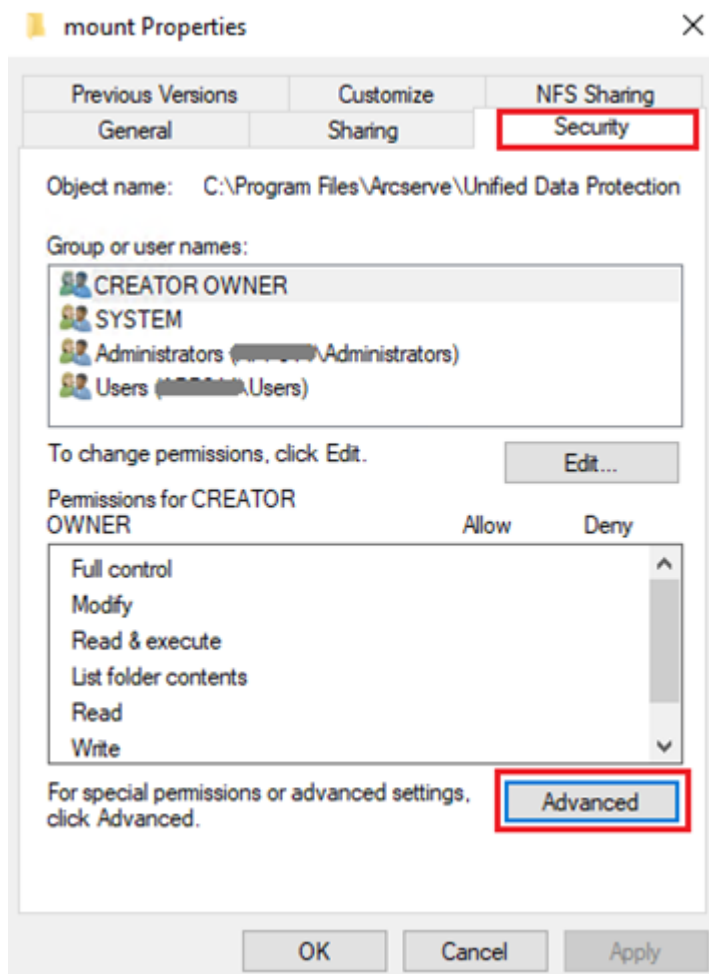 mount Properties
Previous Versions Customize NFS Sharing
General Sharing Security
Object name: C:\Program Files\Arcserve\Unified Data Protection
Group or user names:
CREATOR OWNER
SYSTEM
Administrators ( \Administrators)
Users ( \Users)
To change permissions, click Edit.
Edit...
Permissions for CREATOR
OWNER Allow Deny
Full control
Modify
Read & execute
List folder contents
Read
Write
For special permissions or advanced settings,
click Advanced.
Advanced
OK Cancel Apply